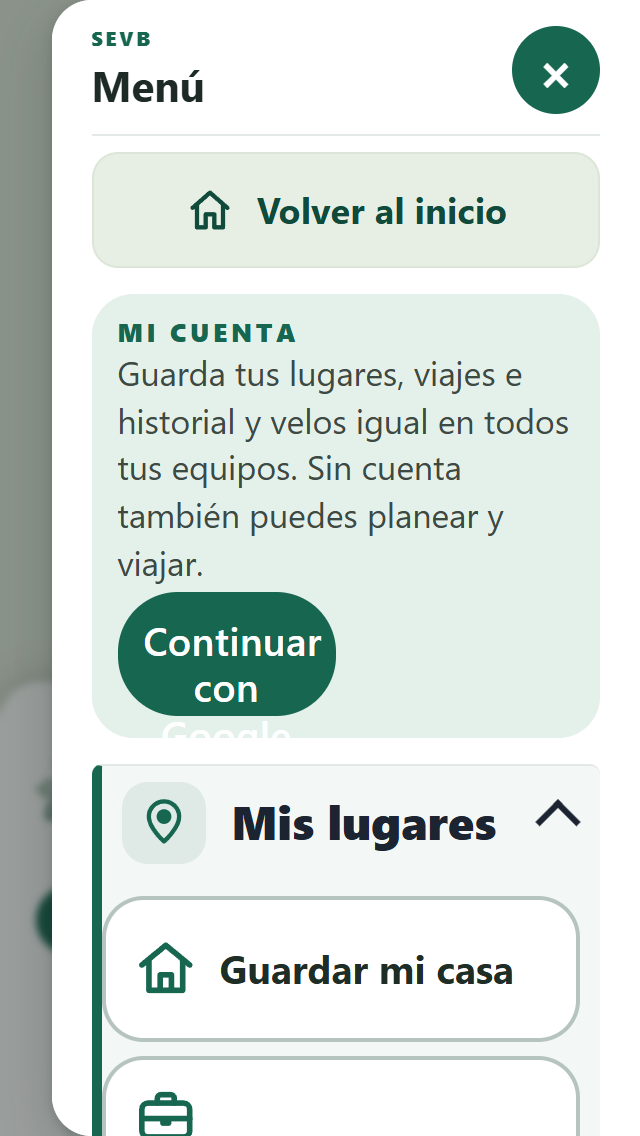 SEVB
Menú
Volver al inicio
MI CUENTA
Guarda tus lugares, viajes e
historial y velos igual en todos
tus equipos. Sin cuenta
también puedes planear y
viajar.
Continuar
con
Google
Mis lugares
Guardar mi casa